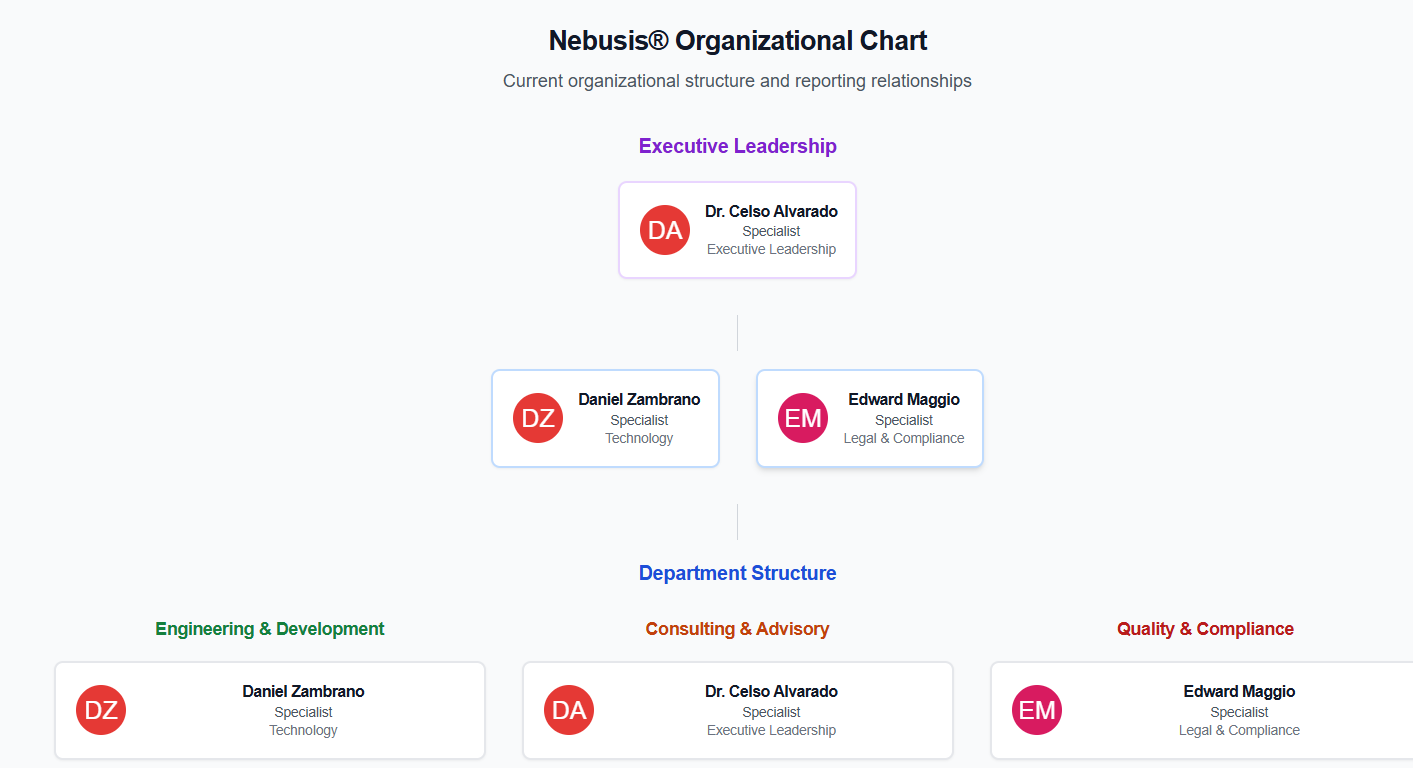 Nebusis® Organizational Chart
Current organizational structure and reporting relationships
Executive Leadership
DA
Dr. Celso Alvarado
Specialist
Executive Leadership
DZ
Daniel Zambrano
Specialist
Technology
EM
Edward Maggio
Specialist
Legal & Compliance
Department Structure
Engineering & Development
DZ
Daniel Zambrano
Specialist
Technology
Consulting & Advisory
DA
Dr. Celso Alvarado
Specialist
Executive Leadership
Quality & Compliance
EM
Edward Maggio
Specialist
Legal & Compliance